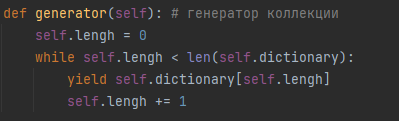 def generator(self): # генератор коллекции
    self.lengh = 0
    while self.lengh < len(self.dictionary):
        yield self.dictionary[self.lengh]
        self.lengh += 1